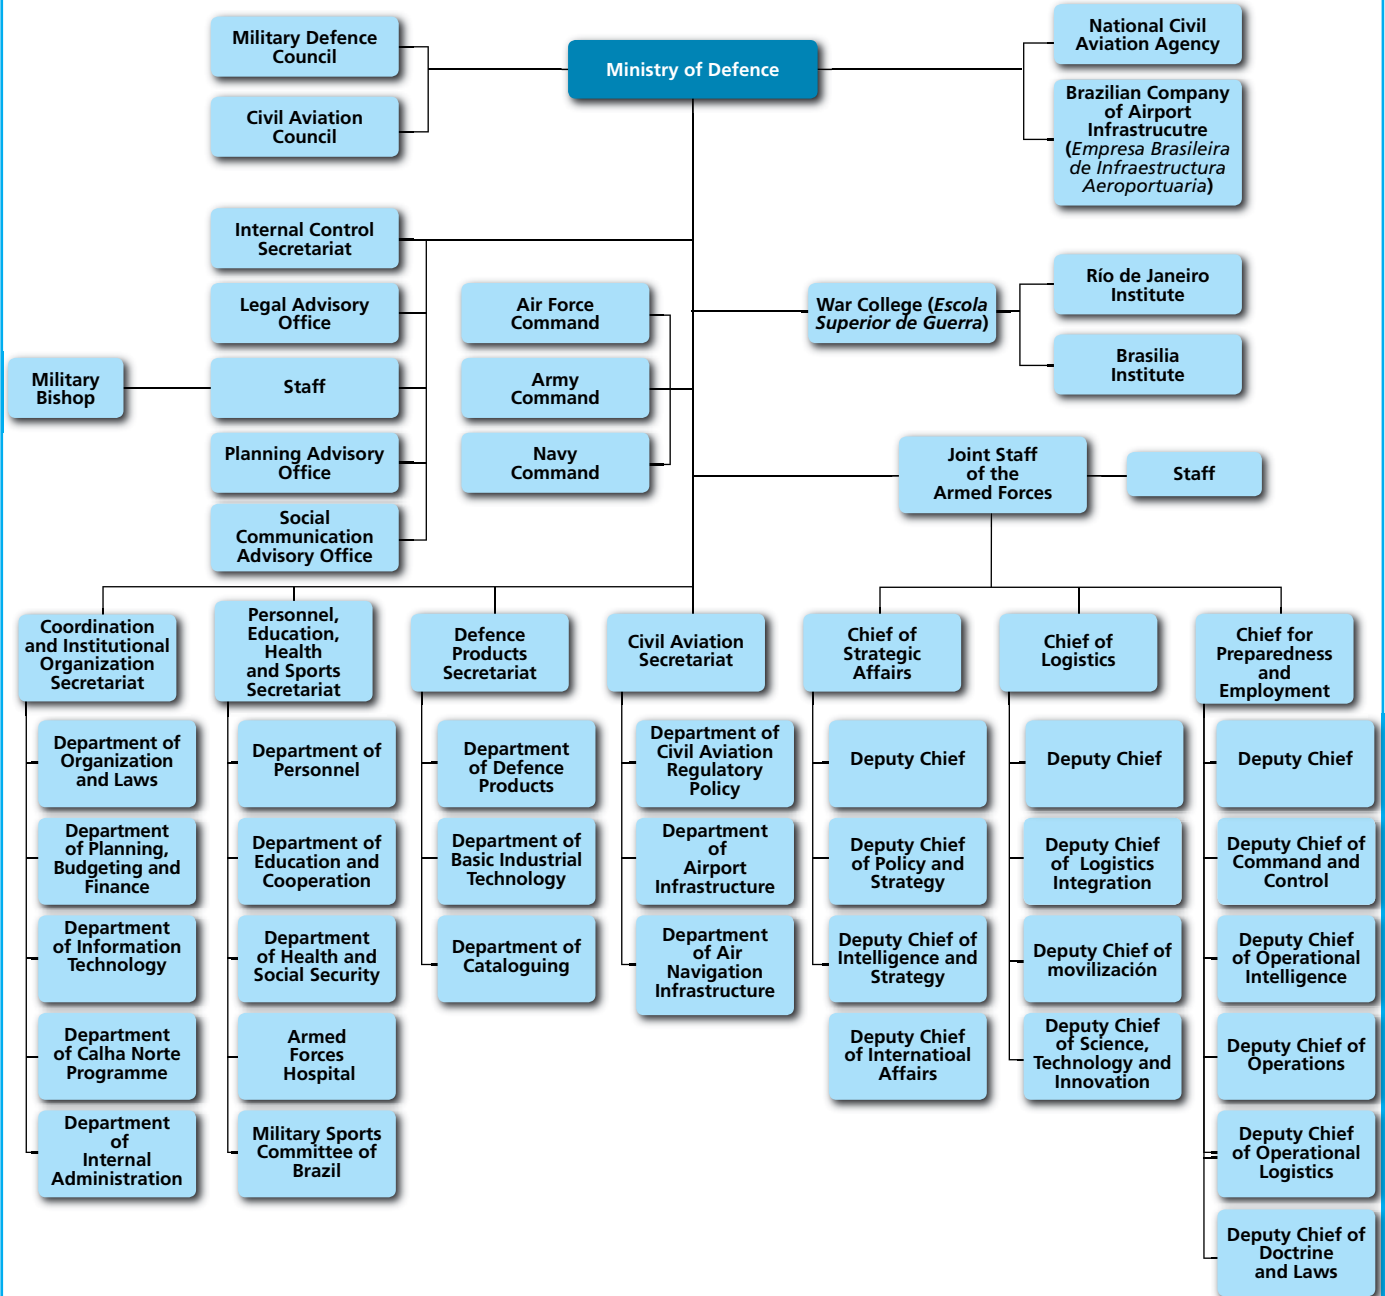 Military Defence
Council
Ministry of Defence
National Civil
Aviation Agency
Civil Aviation
Council
Brazilian Company
of Airport
Infrastrucutre
(Empresa Brasileira
de Infraestructura
Aeroportuaria)
Internal Control
Secretariat
Legal Advisory
Office
Military
Bishop
Staff
Planning Advisory
Office
Social
Communication
Advisory Office
Air Force
Command
Army
Command
Navy
Command
War College (Escola
Superior de Guerra)
Río de Janeiro
Institute
Brasilia
Institute
Joint Staff
of the
Armed Forces
Staff
Coordination
and Institutional
Organization
Secretariat
Department of
Organization
and Laws
Department
of Planning,
Budgeting and
Finance
Department
of Information
Technology
Department
of Calha Norte
Programme
Department
of
Internal
Administration
Personnel,
Education,
Health
and Sports
Secretariat
Department of
Personnel
Department of
Education and
Cooperation
Department
of Health and
Social Security
Armed
Forces
Hospital
Military Sports
Committee of
Brazil
Defence
Products
Secretariat
Department
of Defence
Products
Department of
Basic Industrial
Technology
Department of
Cataloguing
Civil Aviation
Secretariat
Department of
Civil Aviation
Regulatory
Policy
Department
of
Airport
Infrastructure
Department
of Air
Navigation
Infrastructure
Chief of
Strategic
Affairs
Deputy Chief
Deputy Chief
of Policy and
Strategy
Deputy Chief of
Intelligence and
Strategy
Deputy Chief
of Internatioal
Affairs
Chief of
Logistics
Deputy Chief
Deputy Chief
of Logistics
Integration
Deputy Chief of
movilización
Deputy Chief
of Science,
Technology and
Innovation
Chief for
Preparedness
and
Employment
Deputy Chief
Deputy Chief of
Command and
Control
Deputy Chief
of Operational
Intelligence
Deputy Chief of
Operations
Deputy Chief
of Operational
Logistics
Deputy Chief of
Doctrine
and Laws